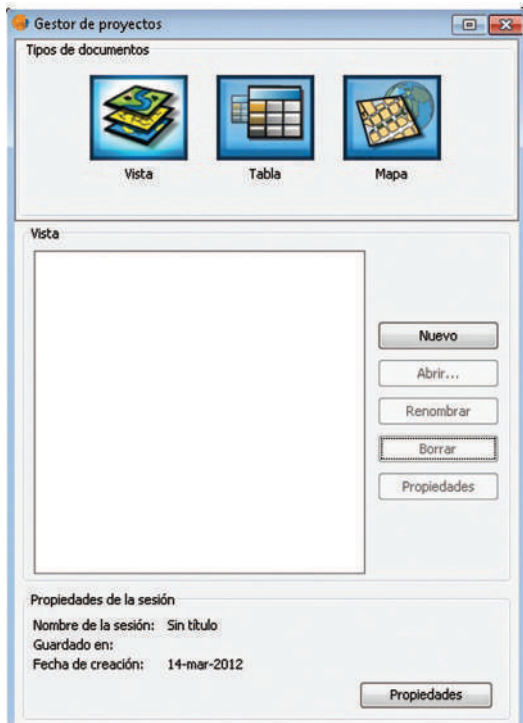 Gestor de proyectos
Tipos de documentos
Vista Tabla Mapa
Vista
Nuevo
Abrir...
Renombrar
Borrar
Propiedades
Propiedades de la sesión
Nombre de la sesión: Sin título
Guardado en:
Fecha de creación: 14-mar-2012
Propiedades